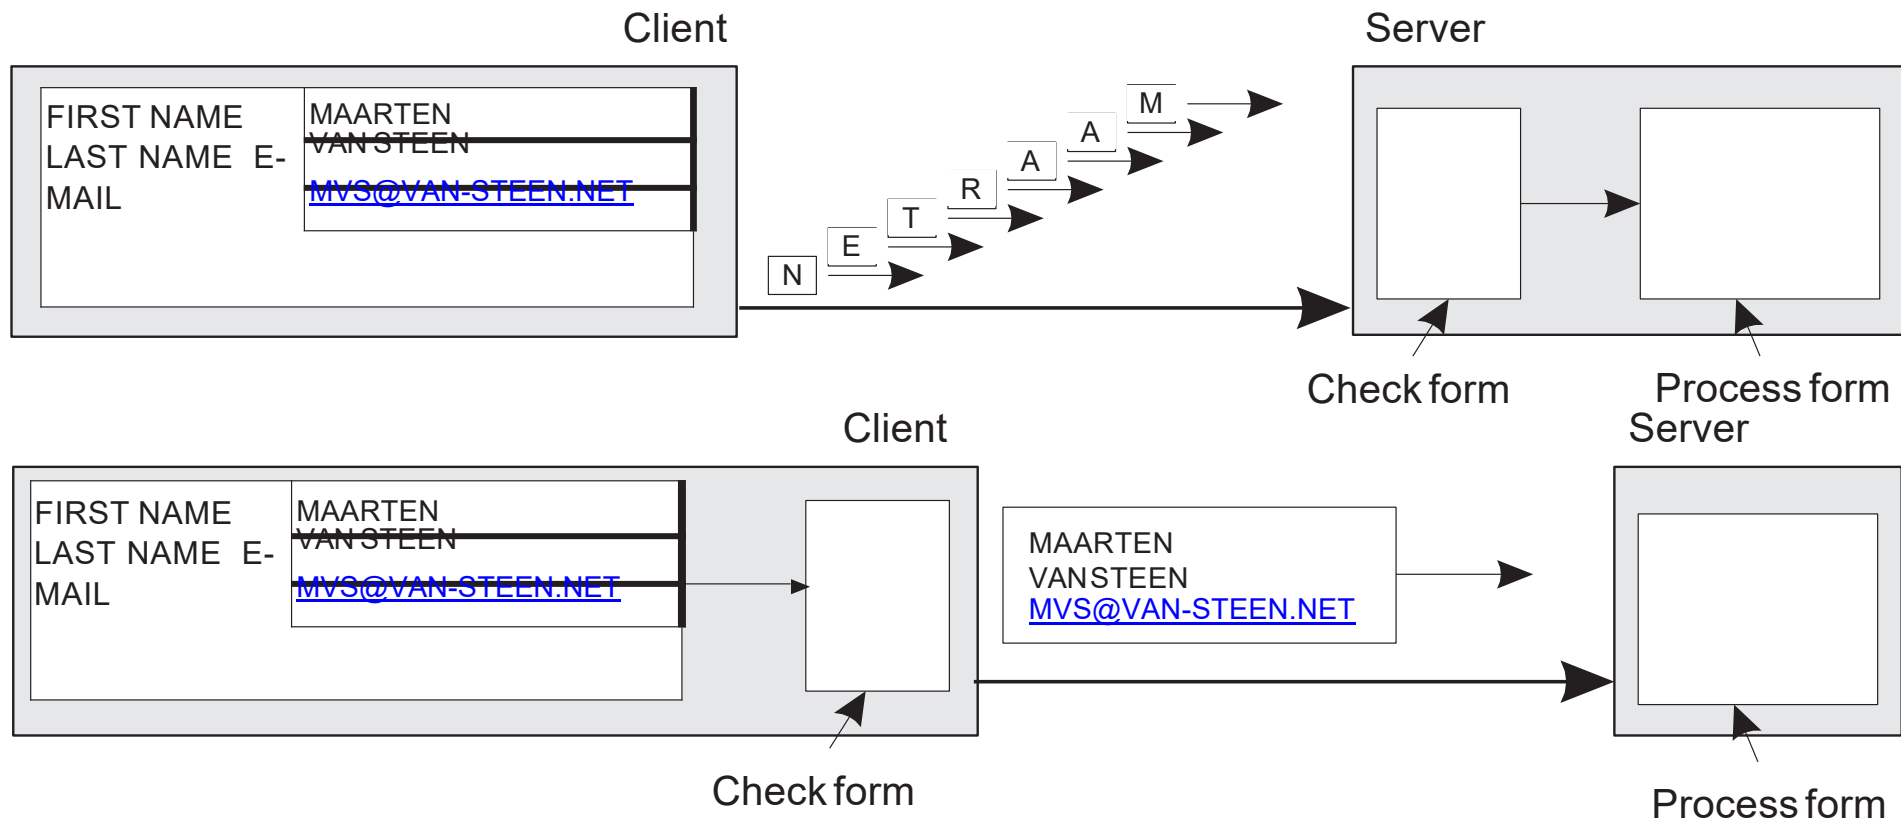 Client
Server
FIRST NAME
LAST NAME E-
MAIL
MAARTEN
VAN STEEN
MVS@VAN-STEEN.NET
M
A
A
R
T
E
N
Check form
Process form
Client
Server
FIRST NAME
LAST NAME E-
MAIL
MAARTEN
VAN STEEN
MVS@VAN-STEEN.NET
MAARTEN
VANSTEEN
MVS@VAN-STEEN.NET
Check form
Process form